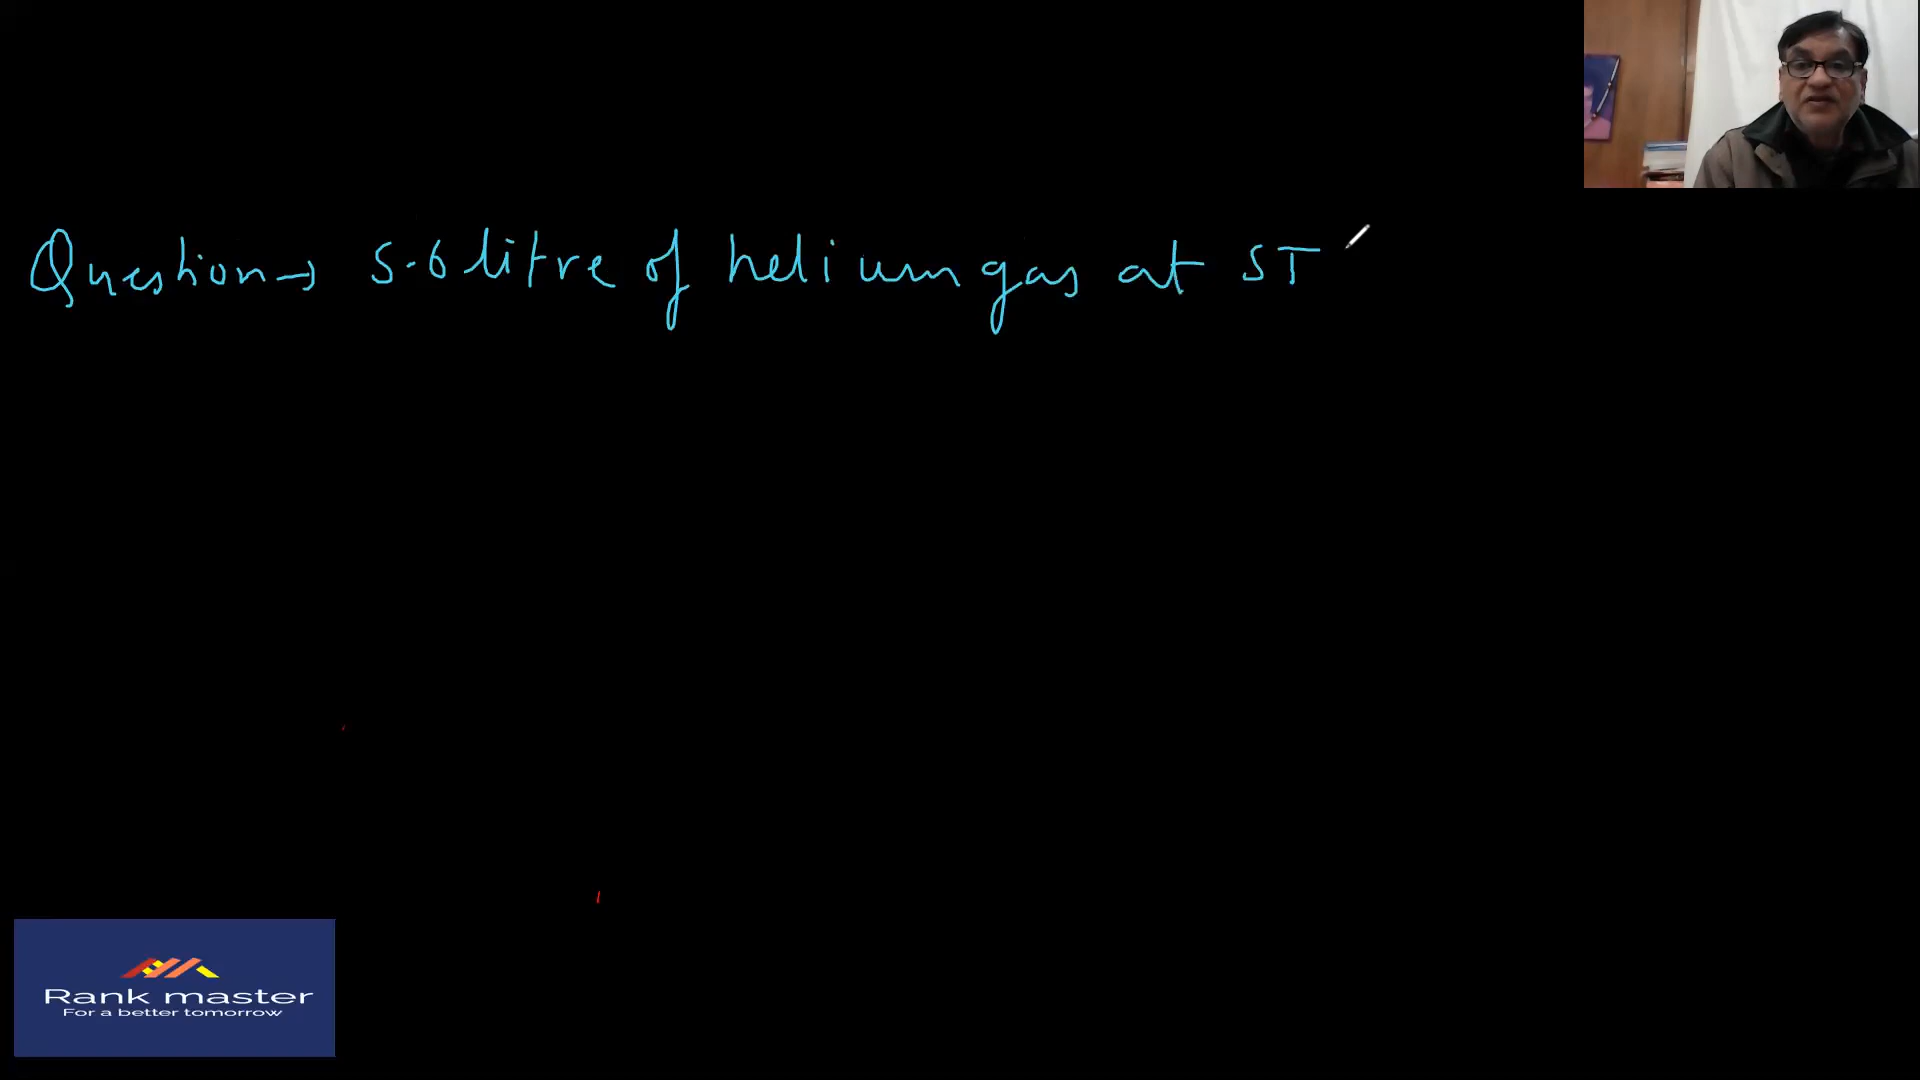 Question→ 5.6 litre of helium gas at ST
Rank master
For a better tomorrow